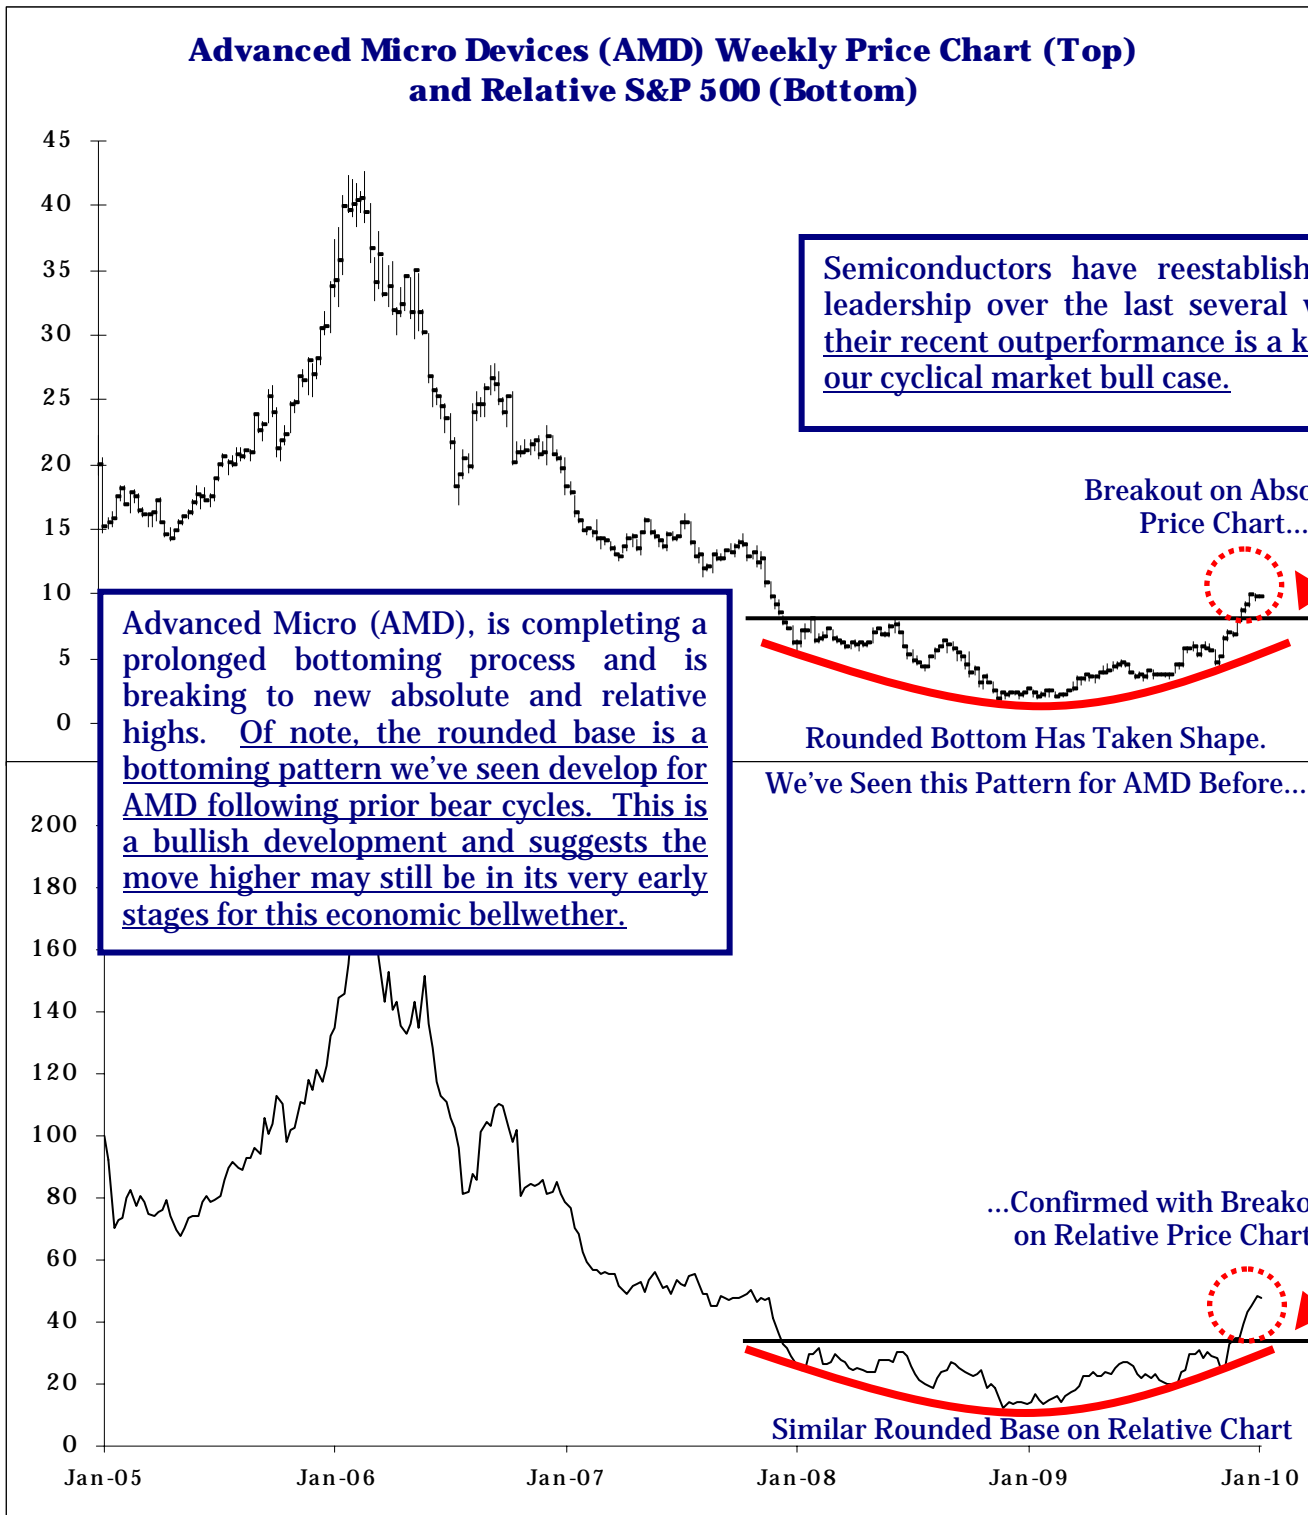 Advanced Micro Devices (AMD) Weekly Price Chart (Top)
and Relative S&P 500 (Bottom)
45
40
35
30
25
20
15
10
5
0
Semiconductors have reestablish
leadership over the last several
their recent outperformance is a
our cyclical market bull case.
Breakout on
Price Chart...
Advanced Micro (AMD), is completing a
prolonged bottoming process and is
breaking to new absolute and relative
highs. Of note, the rounded base is a
bottoming pattern we've seen develop for
AMD following prior bear cycles. This is
a bullish development and suggests the
move higher may still be in its very early
stages for this economic bellwether.
Rounded Bottom Has Taken Shape.
We've Seen this Pattern for AMD Before...
200
180
160
140
120
100
80
60
40
20
0
...Confirmed with
on Relative Price Chart
Similar Rounded Base on Relative Chart
Jan-05
Jan-06
Jan-07
Jan-08
Jan-09
Jan-10